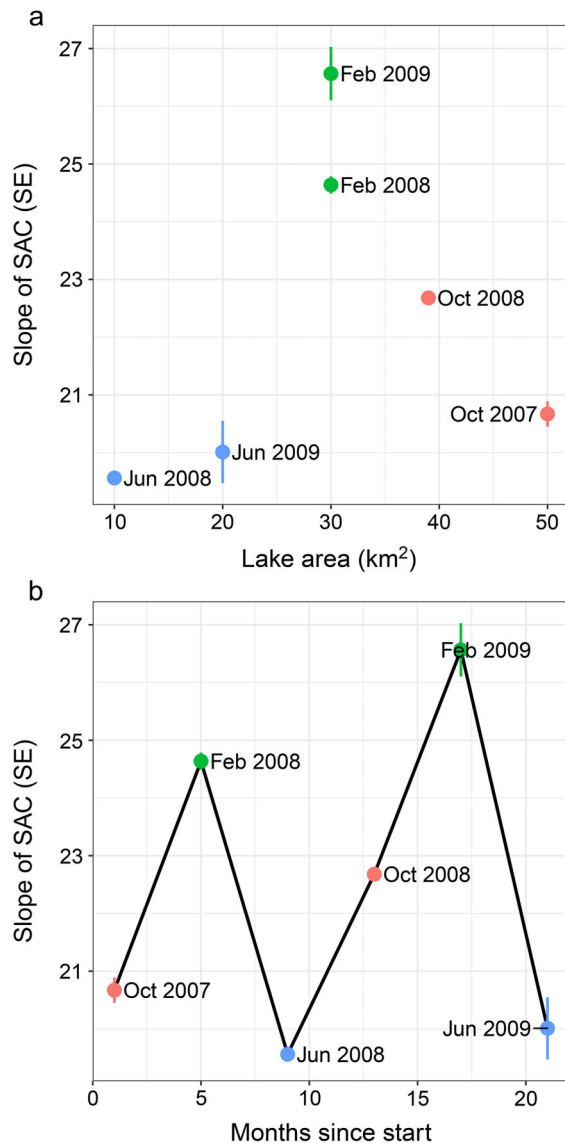 a
27
25
23
21
Slope of SAC (SE)
Feb 2009
Feb 2008
Oct 2008
Oct 2007
Jun 2009
Jun 2008
10 20 30 40 50
Lake area (km²)
b
27
25
23
21
Slope of SAC (SE)
Feb 2009
Feb 2008
Oct 2008
Oct 2007
Jun 2009
Jun 2008
0 5 10 15 20
Months since start